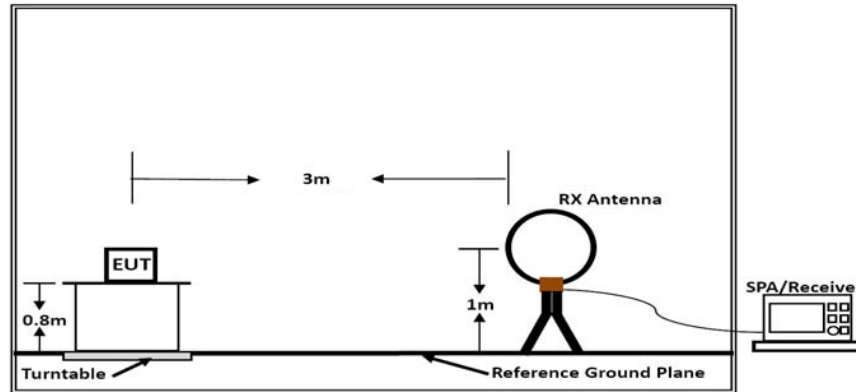 3m
RX Antenna
EUT
SPA/Receive
1m
0.8m
Turntable
Reference Ground Plane